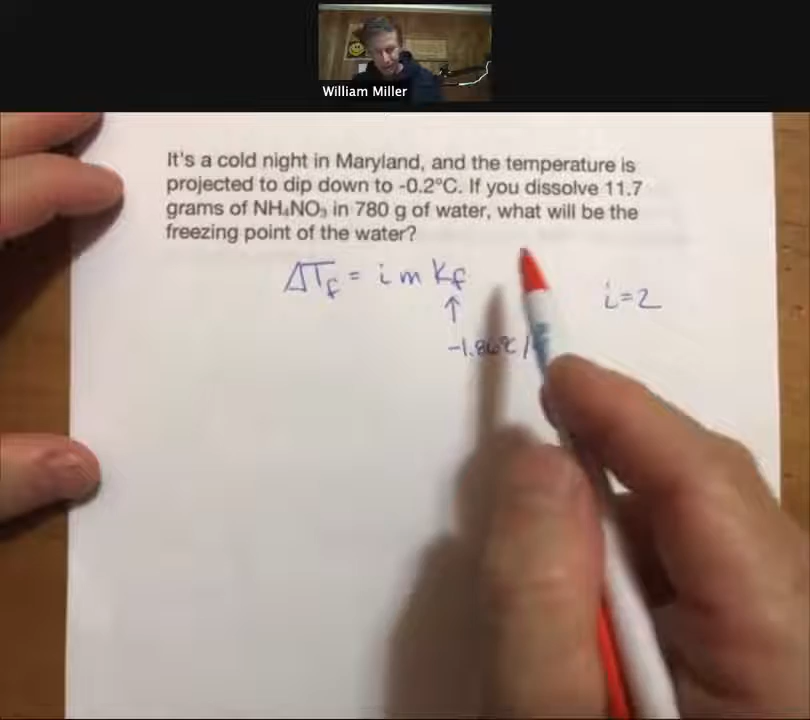 William Miller
It's a cold night in Maryland, and the temperature is
projected to dip down to -0.2°C. If you dissolve 11.7
grams of NH₄NO₃ in 780 g of water, what will be the
freezing point of the water?
ΔTf = i m Kf
i=2
↑
-1.86°C/